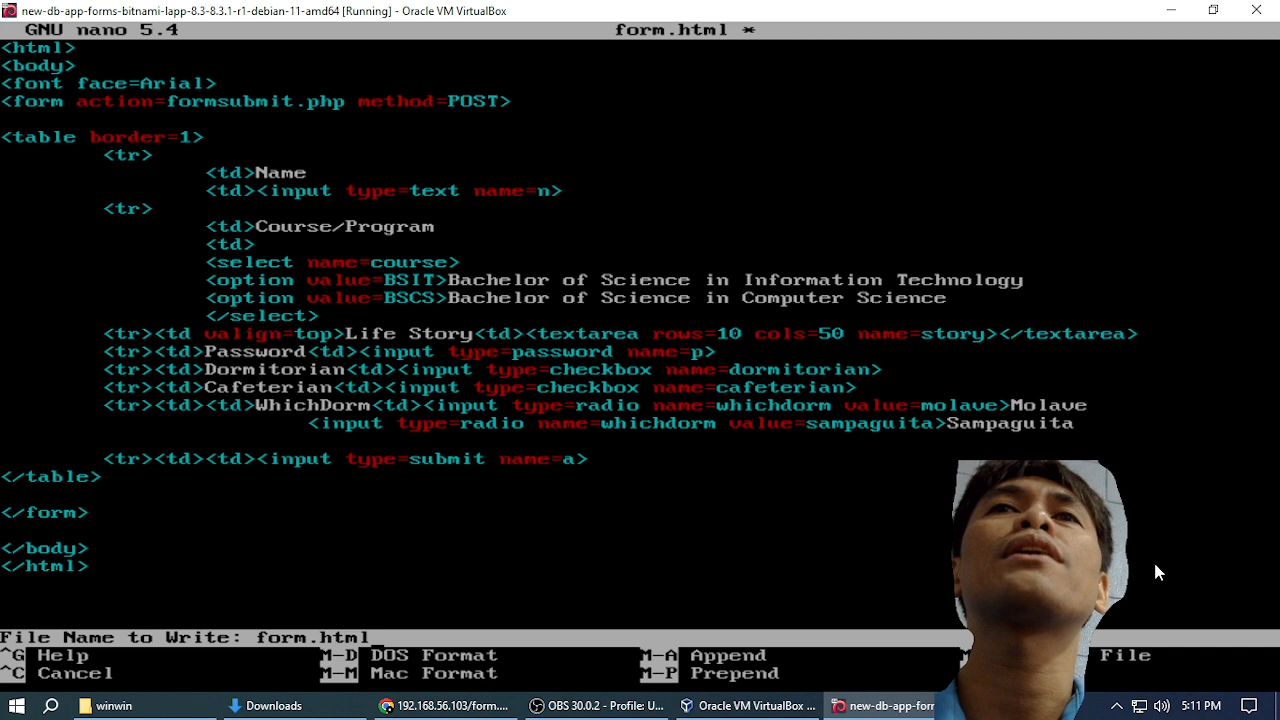 new-db-app-forms-bitnami-lapp-8.3-8.3.1-r1-debian-11-amd64 [Running] - Oracle VM VirtualBox
GNU nano 5.4 form.html *
<html>
<body>
<font face=Arial>
<form action=formsubmit.php method=POST>
<table border=1>
<tr>
<td>Name
<td><input type=text name=n>
<tr>
<td>Course/Program
<td>
<select name=course>
<option value=BSIT>Bachelor of Science in Information Technology
<option value=BSCS>Bachelor of Science in Computer Science
</select>
<tr><td valign=top>Life Story<td><textarea rows=10 cols=50 name=story></textarea>
<tr><td>Password<td><input type=password name=p>
<tr><td>Dormitorian<td><input type=checkbox name=dormitorian>
<tr><td>Cafeterian<td><input type=checkbox name=cafeterian>
<tr><td><td>WhichDorm<td><input type=radio name=whichdorm value=molave>Molave
<input type=radio name=whichdorm value=sampaguita>Sampaguita
<tr><td><td><input type=submit name=a>
</table>
</form>
</body>
</html>
File Name to Write: form.html
^G Help M-D DOS Format M-A Append File
^C Cancel M-M Mac Format M-P Prepend
winwin Downloads 192.168.56.103/form.... OBS 30.0.2 - Profile: U... Oracle VM VirtualBox ... new-db-app-form 5:11 PM